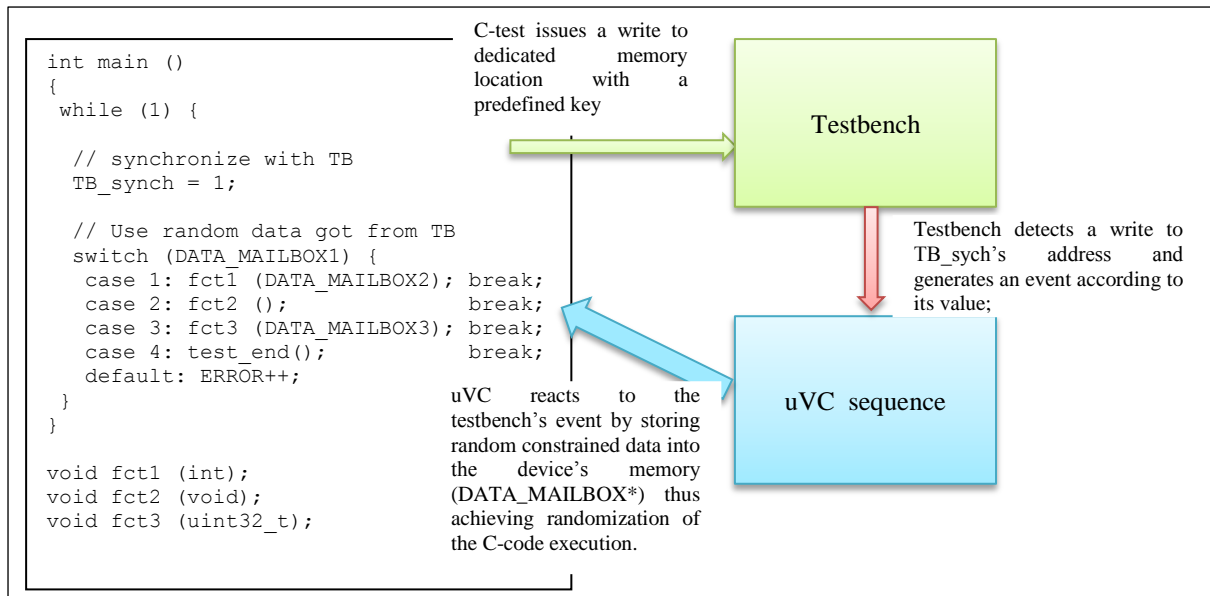 int main ()
{
while (1) {
// synchronize with TB
TB_synch = 1;
// Use random data got from TB
switch (DATA_MAILBOX1) {
case 1: fct1 (DATA_MAILBOX2); break;
case 2: fct2 (); break;
case 3: fct3 (DATA_MAILBOX3); break;
case 4: test_end(); break;
default: ERROR++;
}
}
void fct1 (int);
void fct2 (void);
void fct3 (uint32_t);
C-test issues a write to
dedicated memory
location with a
predefined key
Testbench
Testbench detects a write to
TB_sych's address and
generates an event according to
its value;
uVC sequence
uVC reacts to the
testbench's event by storing
random constrained data into
the device's memory
(DATA_MAILBOX*) thus
achieving randomization of
the C-code execution.